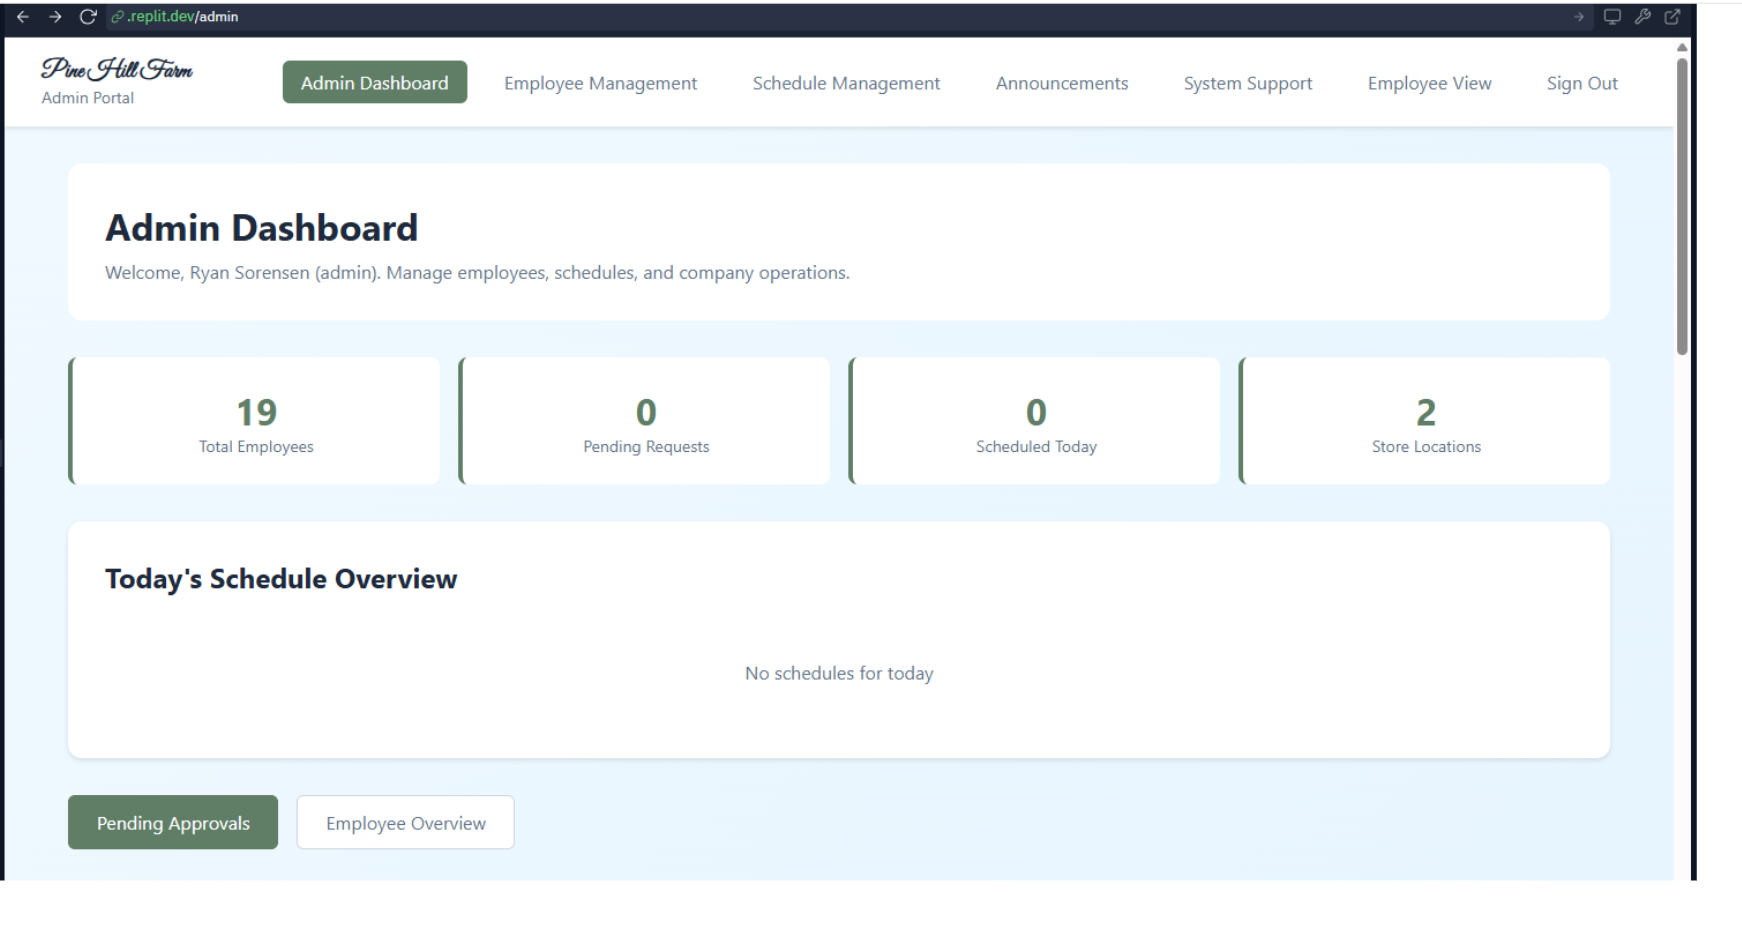 .replit.dev/admin
Pine Hill Farm
Admin Portal
Admin Dashboard
Employee Management
Schedule Management
Announcements
System Support
Employee View
Sign Out
Admin Dashboard
Welcome, Ryan Sorensen (admin). Manage employees, schedules, and company operations.
19
Total Employees
0
Pending Requests
0
Scheduled Today
2
Store Locations
Today's Schedule Overview
No schedules for today
Pending Approvals
Employee Overview